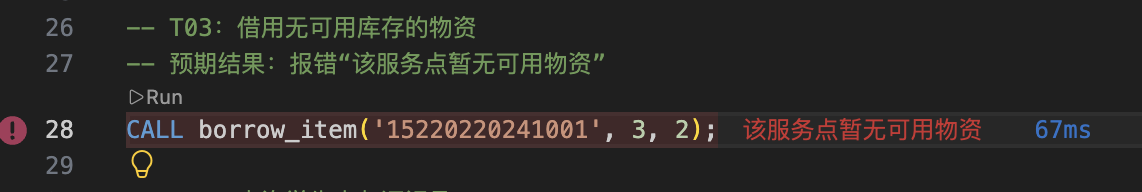 26 -- T03：借用无可用库存的物资
27 -- 预期结果：报错“该服务点暂无可用物资”
▷Run
28 CALL borrow_item('15220220241001', 3, 2); 该服务点暂无可用物资 67ms
29